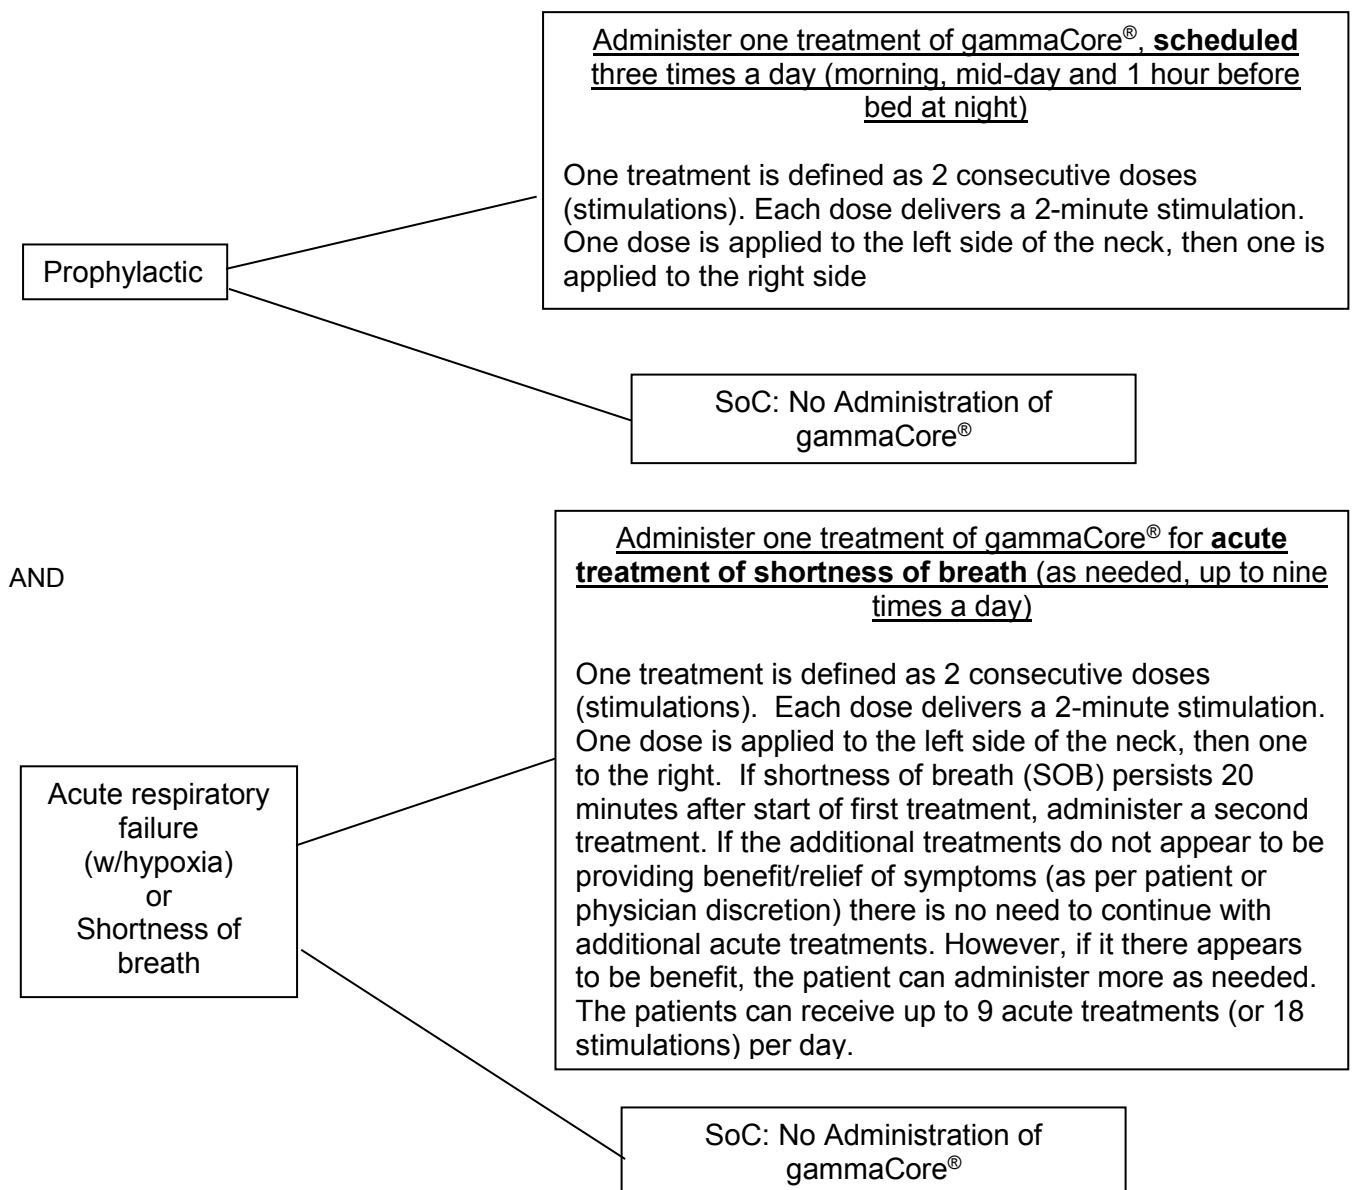 Administer one treatment of gammaCore®, scheduled
three times a day (morning, mid-day and 1 hour before
bed at night)
One treatment is defined as 2 consecutive doses
(stimulations). Each dose delivers a 2-minute stimulation.
One dose is applied to the left side of the neck, then one is
applied to the right side
Prophylactic
SoC: No Administration of
gammaCore®
AND
Administer one treatment of gammaCore® for acute
treatment of shortness of breath (as needed, up to nine
times a day)
One treatment is defined as 2 consecutive doses
(stimulations).  Each dose delivers a 2-minute stimulation.
One dose is applied to the left side of the neck, then one
to the right.  If shortness of breath (SOB) persists 20
minutes after start of first treatment, administer a second
treatment. If the additional treatments do not appear to be
providing benefit/relief of symptoms (as per patient or
physician discretion) there is no need to continue with
additional acute treatments. However, if it there appears
to be benefit, the patient can administer more as needed.
The patients can receive up to 9 acute treatments (or 18
stimulations) per day.
Acute respiratory
failure
(w/hypoxia)
or
Shortness of
breath
SoC: No Administration of
gammaCore®